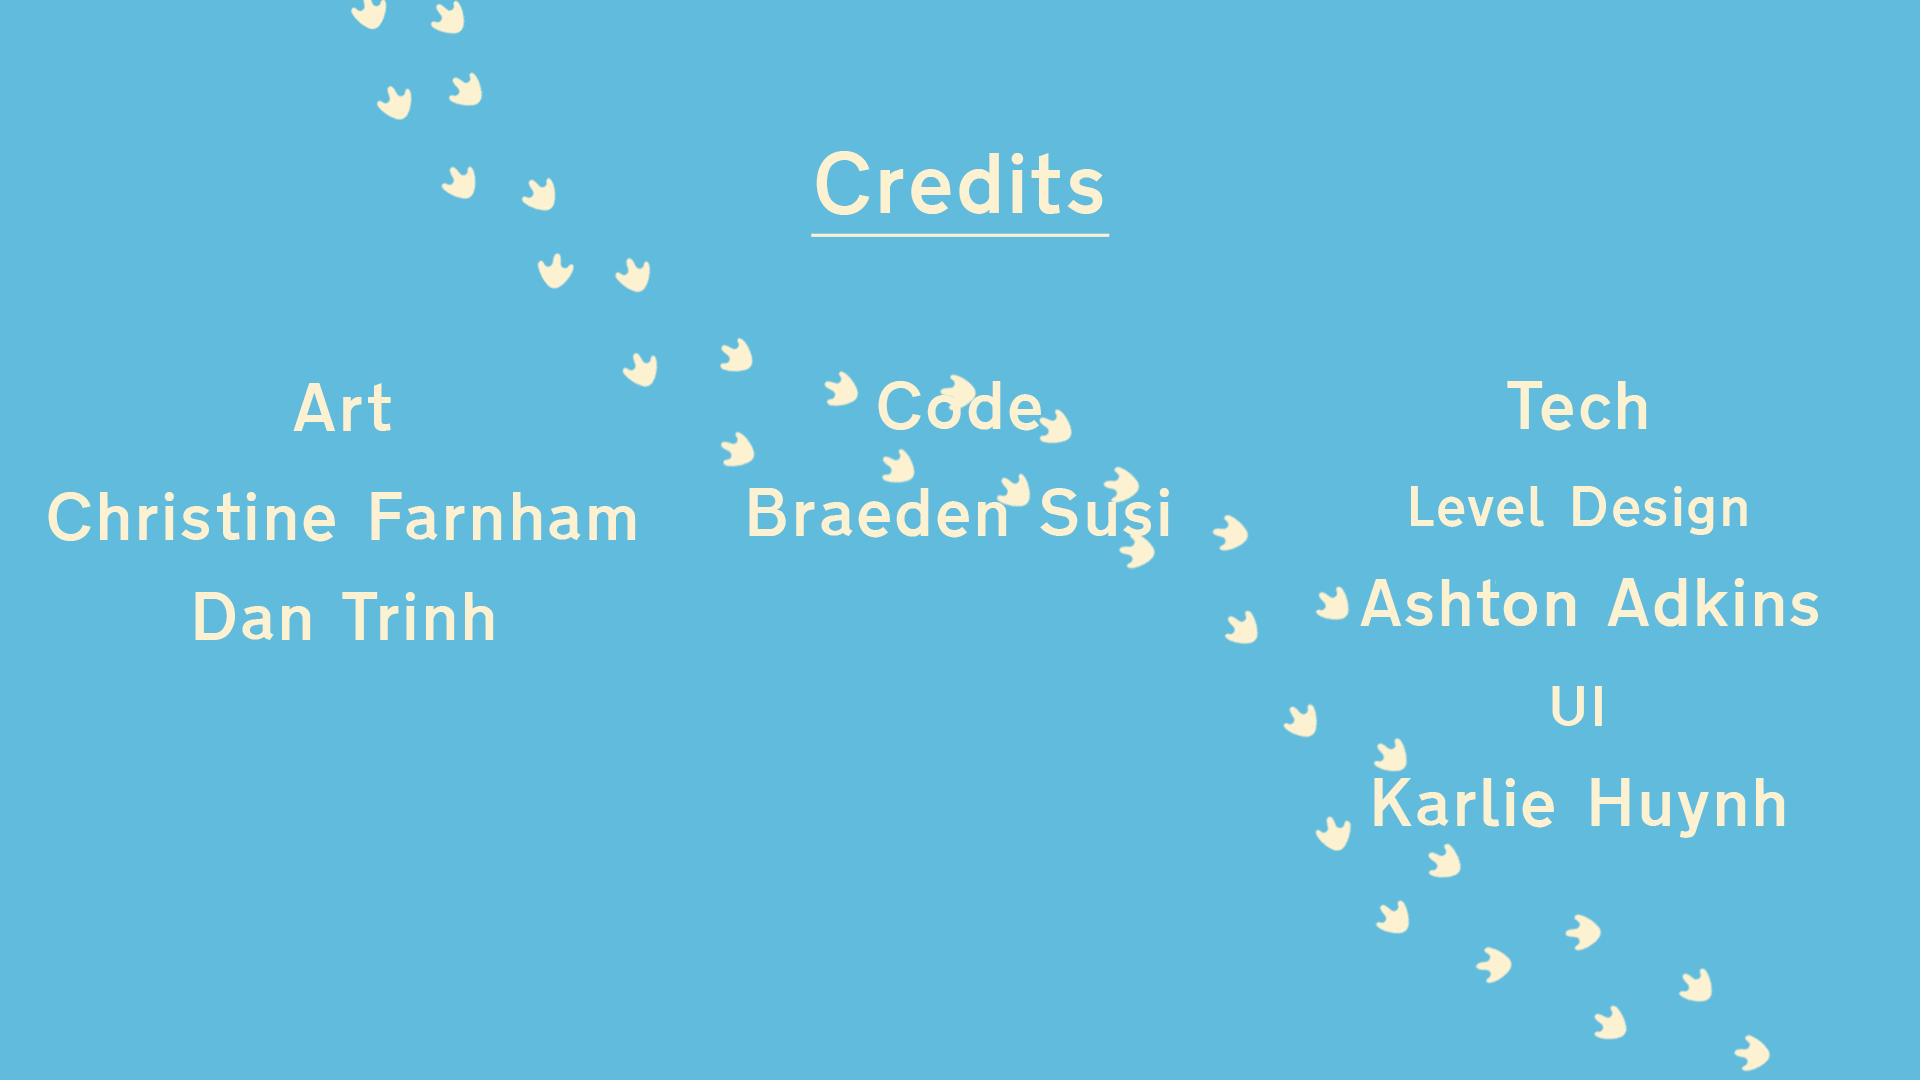 Credits
Art
Christine Farnham
Dan Trinh
Code
Braeden Susi
Tech
Level Design
Ashton Adkins
UI
Karlie Huynh